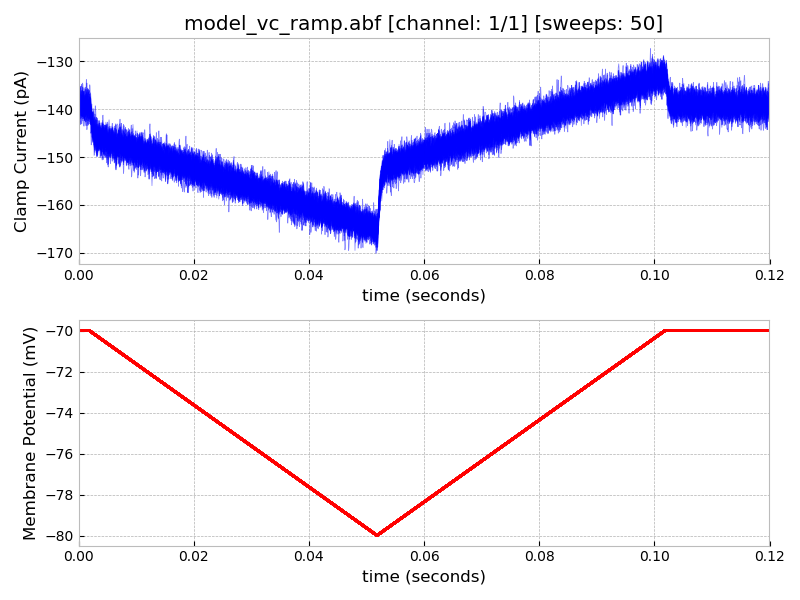 model_vc_ramp.abf [channel: 1/1] [sweeps: 50]
Clamp Current (pA)
−130
−140
−150
−160
−170
0.00 0.02 0.04 0.06 0.08 0.10 0.12
time (seconds)
Membrane Potential (mV)
−70
−72
−74
−76
−78
−80
0.00 0.02 0.04 0.06 0.08 0.10 0.12
time (seconds)